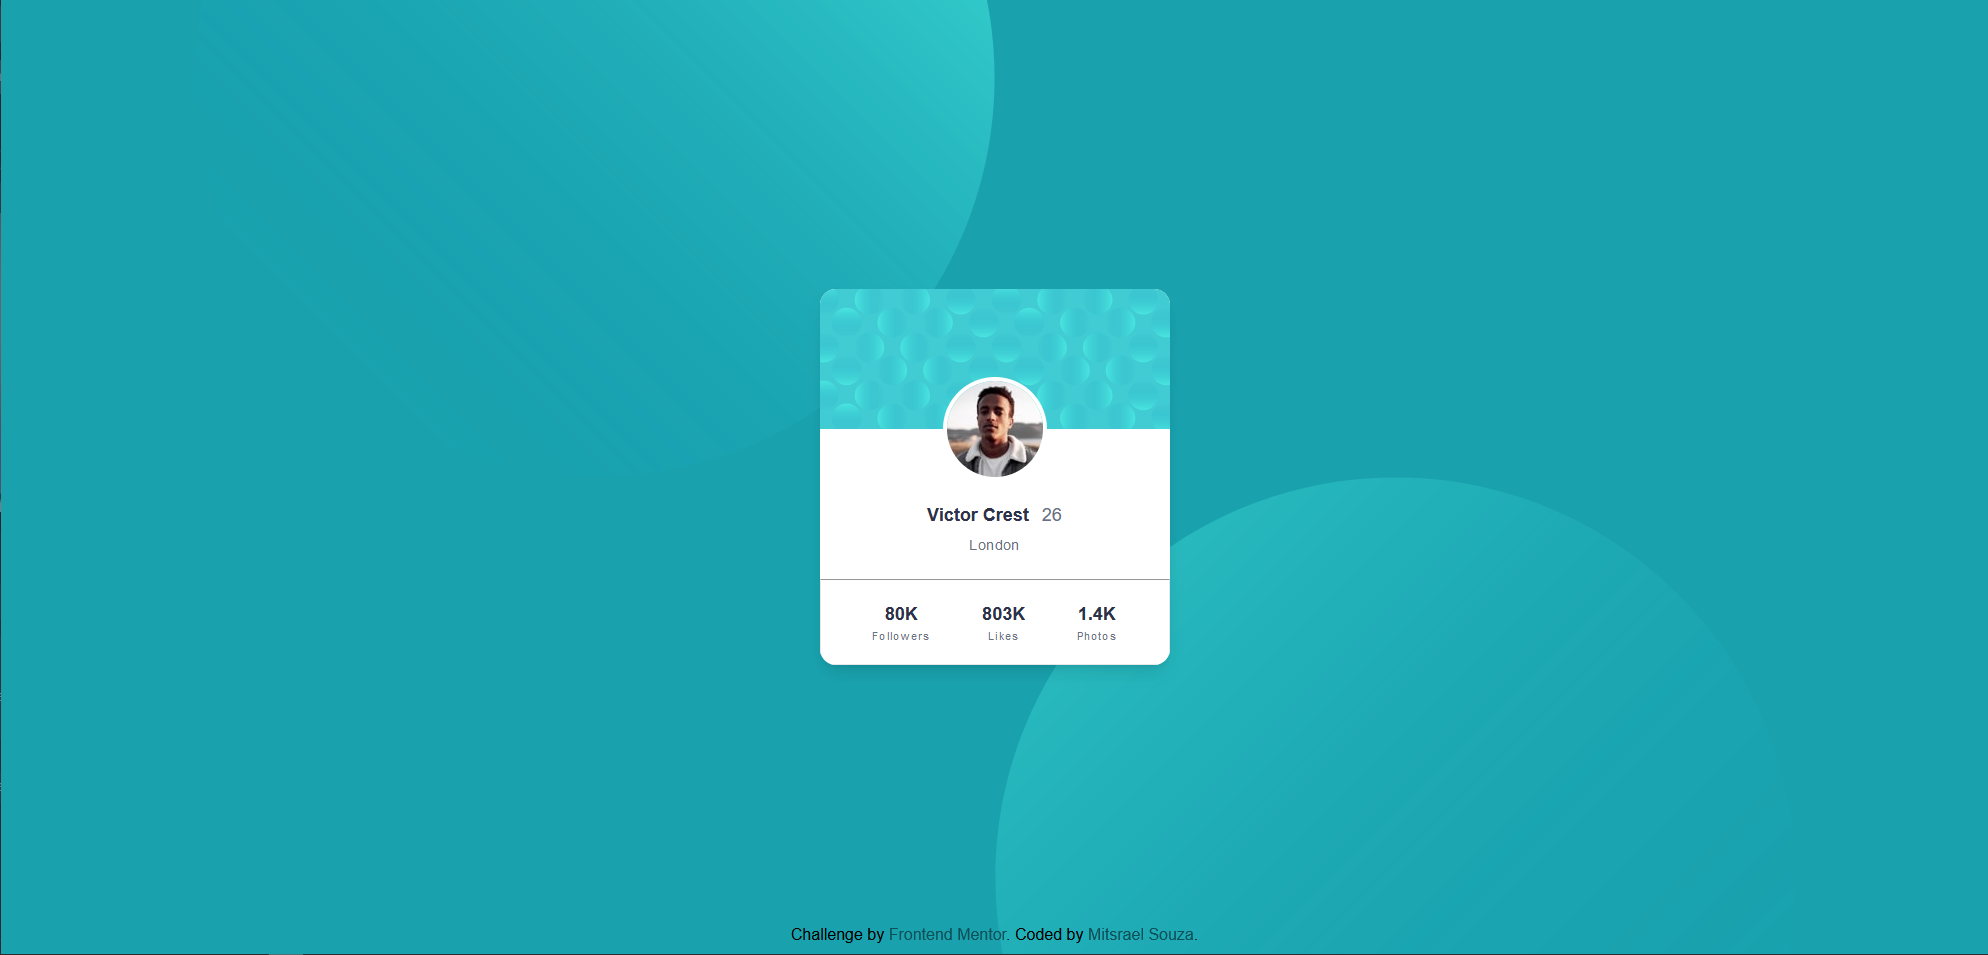 Victor Crest 26
London
80K 803K 1.4K
Followers Likes Photos
Challenge by Frontend Mentor. Coded by Mitsrael Souza.